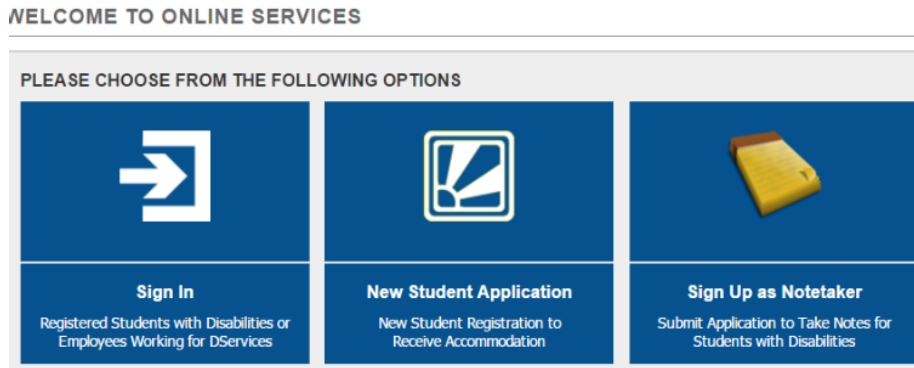 WELCOME TO ONLINE SERVICES
PLEASE CHOOSE FROM THE FOLLOWING OPTIONS
Sign In
Registered Students with Disabilities or
Employees Working for DServices
New Student Application
New Student Registration to
Receive Accommodation
Sign Up as Notetaker
Submit Application to Take Notes for
Students with Disabilities